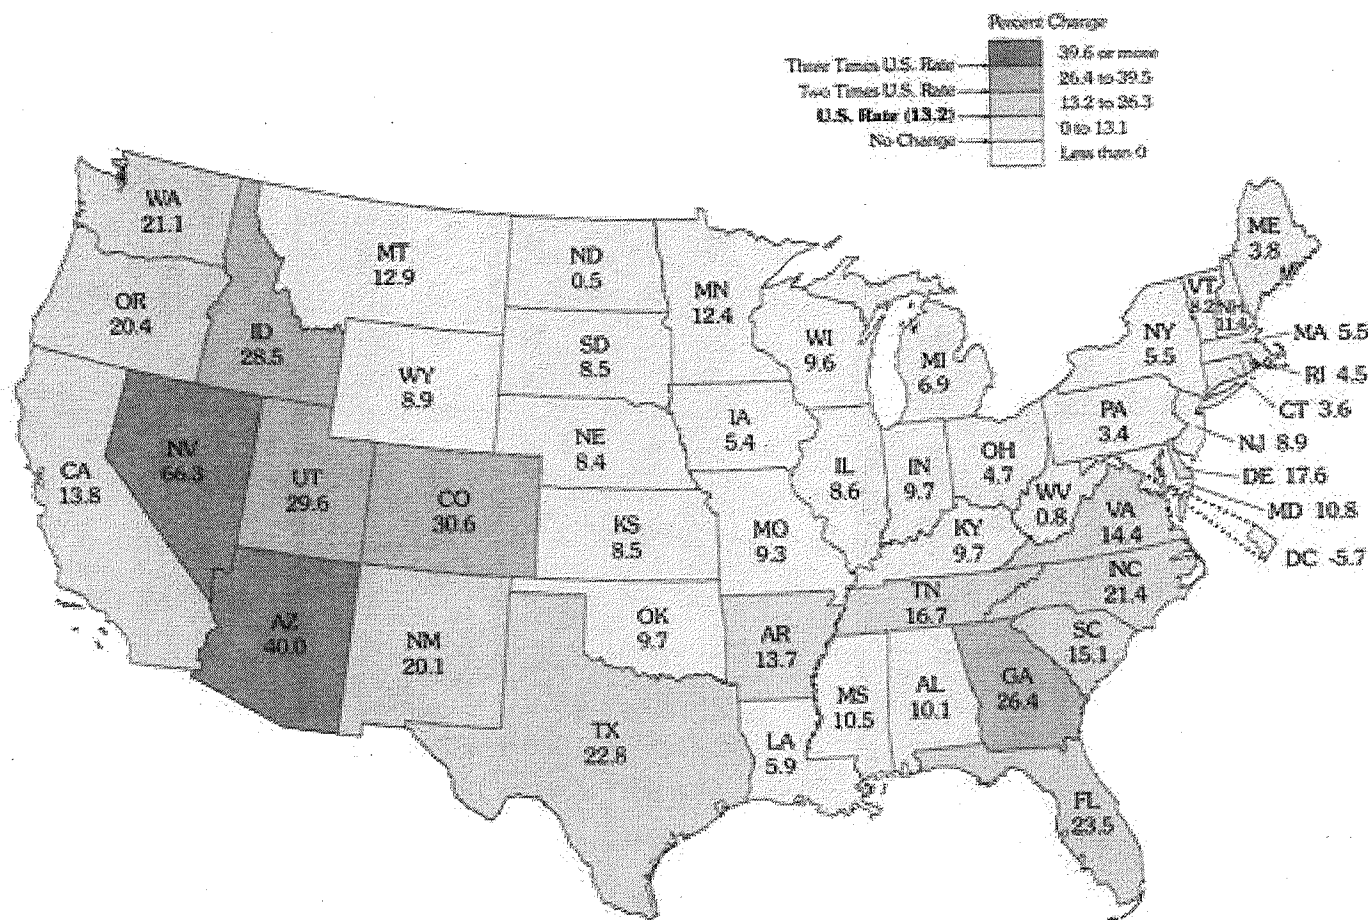 Percent Change
39.6 or more
Three Times U.S. Rate
26.4 to 39.5
Two Times U.S. Rate
13.2 to 26.3
U.S. Rate (13.2)
0 to 13.1
No Change
Less than 0
WA
21.1
MT
12.9
ND
0.5
MN
12.4
ME
3.8
VT
8.2
NH
11.4
OR
20.4
ID
28.5
WY
8.9
SD
8.5
WI
9.6
MI
6.9
NY
5.5
MA 5.5
RI 4.5
CT 3.6
NJ 8.9
DE 17.6
MD 10.8
DC -5.7
NV
66.3
UT
29.6
CO
30.6
NE
8.4
IA
5.4
IL
8.6
IN
9.7
OH
4.7
PA
3.4
CA
13.8
KS
8.5
MO
9.3
KY
9.7
WV
0.8
VA
14.4
NC
21.4
TN
16.7
SC
15.1
AZ
40.0
NM
20.1
OK
9.7
AR
13.7
MS
10.5
AL
10.1
GA
26.4
TX
22.8
LA
5.9
FL
23.5